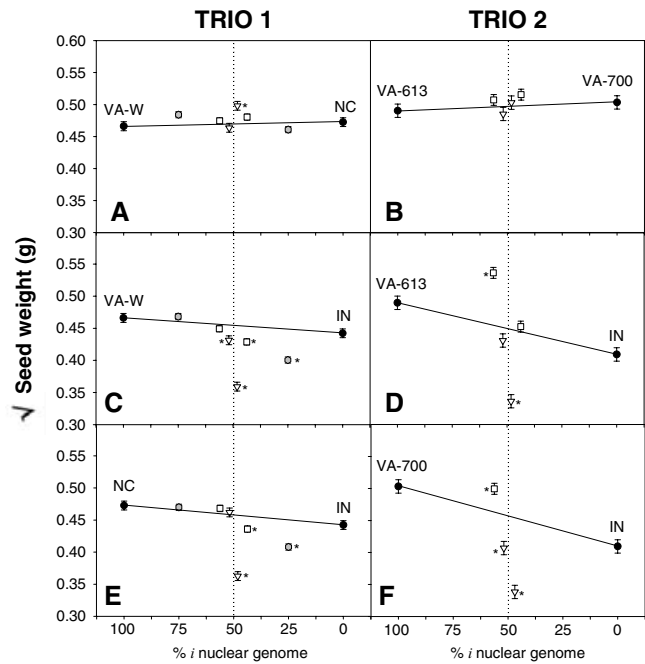 TRIO 1 TRIO 2
0.60
0.55
0.50
0.45
0.40
0.35
0.30
VA-W
*
NC
A
VA-613
VA-700
B
0.55
0.50
0.45
0.40
0.35
0.30
VA-W
IN
* *
*
*
C
VA-613
*
IN
*
D
0.55
0.50
0.45
0.40
0.35
0.30
NC
IN
*
*
*
E
VA-700
*
IN
*
*
F
√ Seed weight (g)
100 75 50 25 0 100 75 50 25 0
% i nuclear genome % i nuclear genome